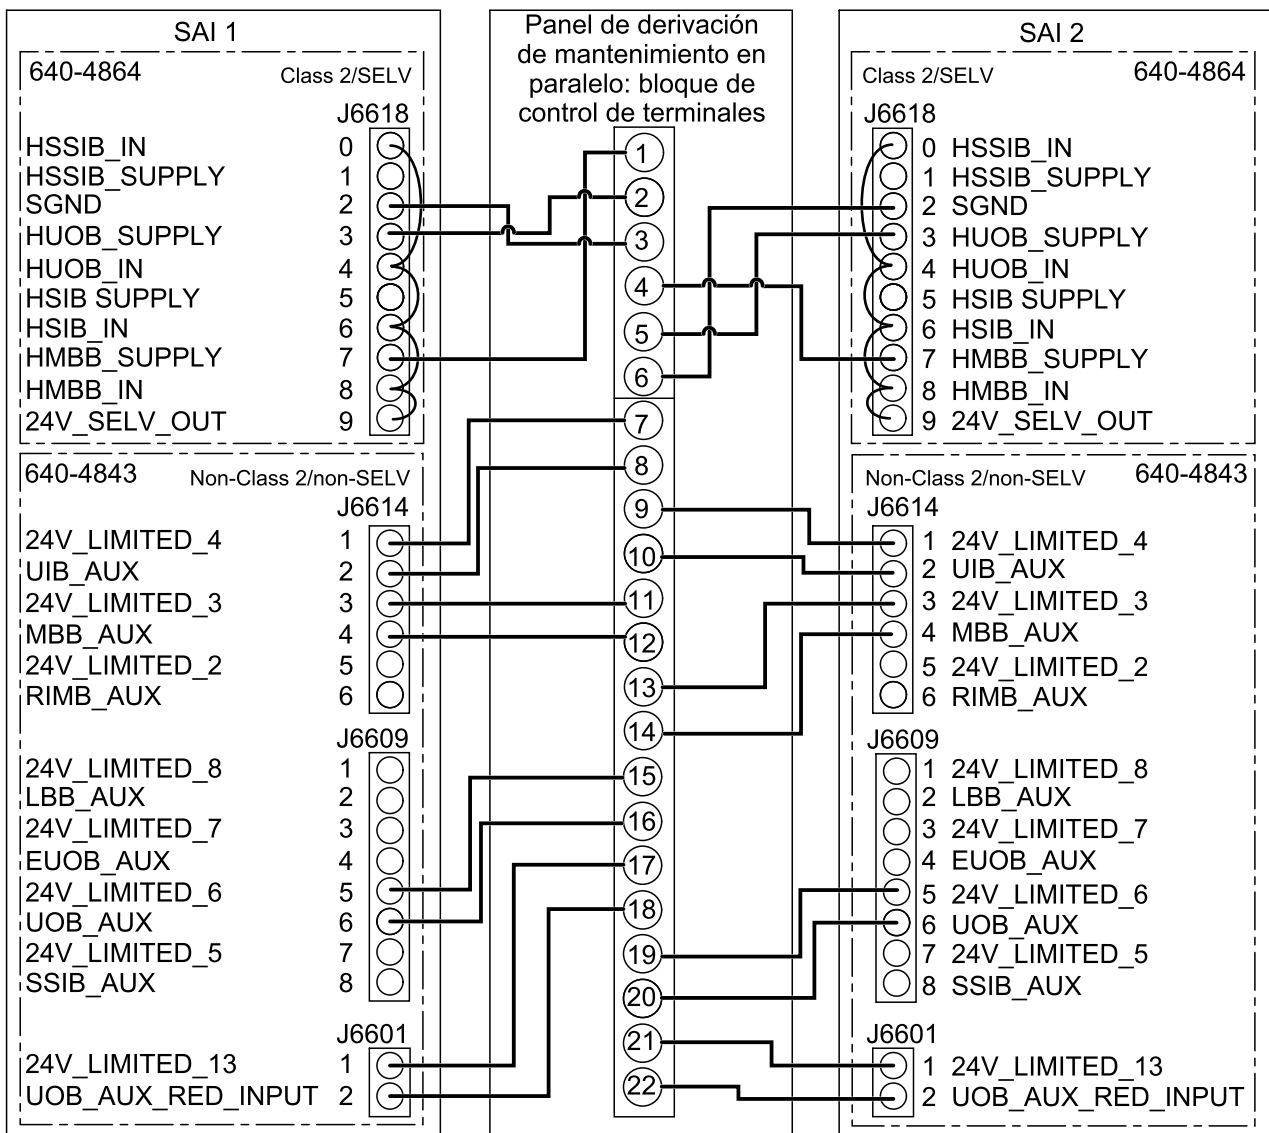 SAI 1
640-4864 Class 2/SELV
J6618
HSSIB_IN 0
HSSIB_SUPPLY 1
SGND 2
HUOB_SUPPLY 3
HUOB_IN 4
HSIB SUPPLY 5
HSIB_IN 6
HMBB_SUPPLY 7
HMBB_IN 8
24V_SELV_OUT 9
640-4843 Non-Class 2/non-SELV
J6614
24V_LIMITED_4 1
UIB_AUX 2
24V_LIMITED_3 3
MBB_AUX 4
24V_LIMITED_2 5
RIMB_AUX 6
J6609
24V_LIMITED_8 1
LBB_AUX 2
24V_LIMITED_7 3
EUOB_AUX 4
24V_LIMITED_6 5
UOB_AUX 6
24V_LIMITED_5 7
SSIB_AUX 8
J6601
24V_LIMITED_13 1
UOB_AUX_RED_INPUT 2
Panel de derivación
de mantenimiento en
paralelo: bloque de
control de terminales
1
2
3
4
5
6
7
8
9
10
11
12
13
14
15
16
17
18
19
20
21
22
SAI 2
Class 2/SELV 640-4864
J6618
0 HSSIB_IN
1 HSSIB_SUPPLY
2 SGND
3 HUOB_SUPPLY
4 HUOB_IN
5 HSIB SUPPLY
6 HSIB_IN
7 HMBB_SUPPLY
8 HMBB_IN
9 24V_SELV_OUT
Non-Class 2/non-SELV 640-4843
J6614
1 24V_LIMITED_4
2 UIB_AUX
3 24V_LIMITED_3
4 MBB_AUX
5 24V_LIMITED_2
6 RIMB_AUX
J6609
1 24V_LIMITED_8
2 LBB_AUX
3 24V_LIMITED_7
4 EUOB_AUX
5 24V_LIMITED_6
6 UOB_AUX
7 24V_LIMITED_5
8 SSIB_AUX
J6601
1 24V_LIMITED_13
2 UOB_AUX_RED_INPUT